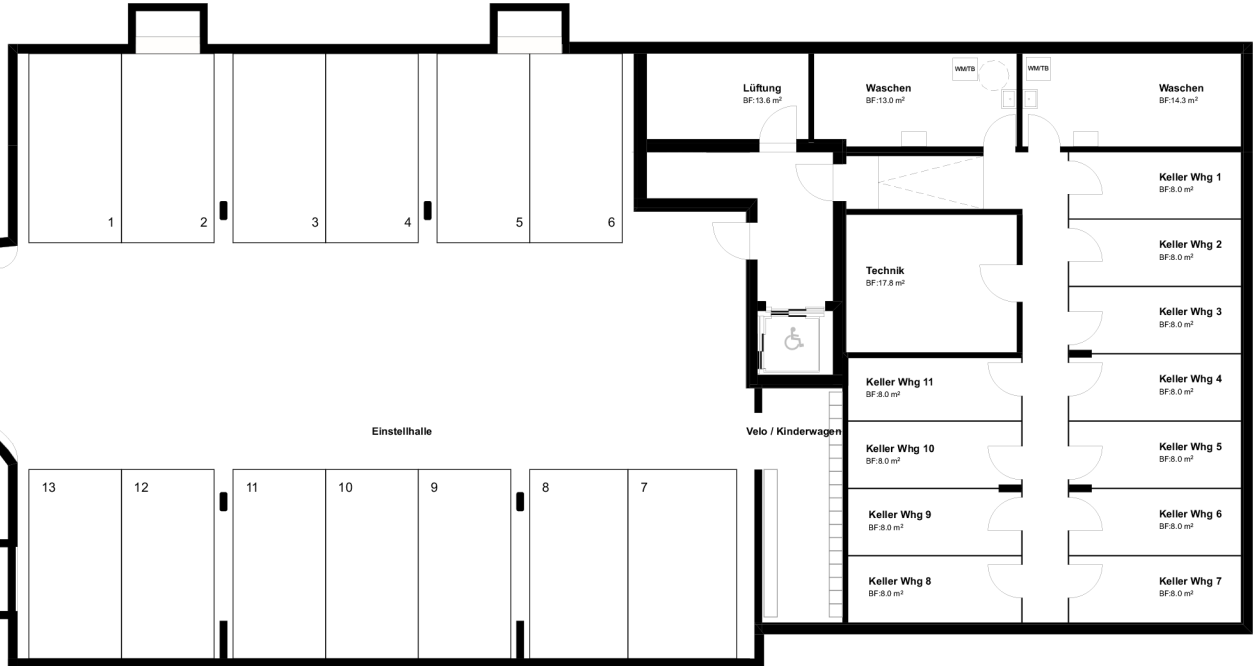 WM/TB
WM/TB
Lüftung
BF:13.6 m²
Waschen
BF:13.0 m²
Waschen
BF:14.3 m²
Keller Whg 1
BF:8.0 m²
1
2
3
4
5
6
Keller Whg 2
BF:8.0 m²
Technik
BF:17.8 m²
Keller Whg 3
BF:8.0 m²
Keller Whg 11
BF:8.0 m²
Keller Whg 4
BF:8.0 m²
Einstellhalle
Velo / Kinderwagen
Keller Whg 10
BF:8.0 m²
Keller Whg 5
BF:8.0 m²
13
12
11
10
9
8
7
Keller Whg 9
BF:8.0 m²
Keller Whg 6
BF:8.0 m²
Keller Whg 8
BF:8.0 m²
Keller Whg 7
BF:8.0 m²